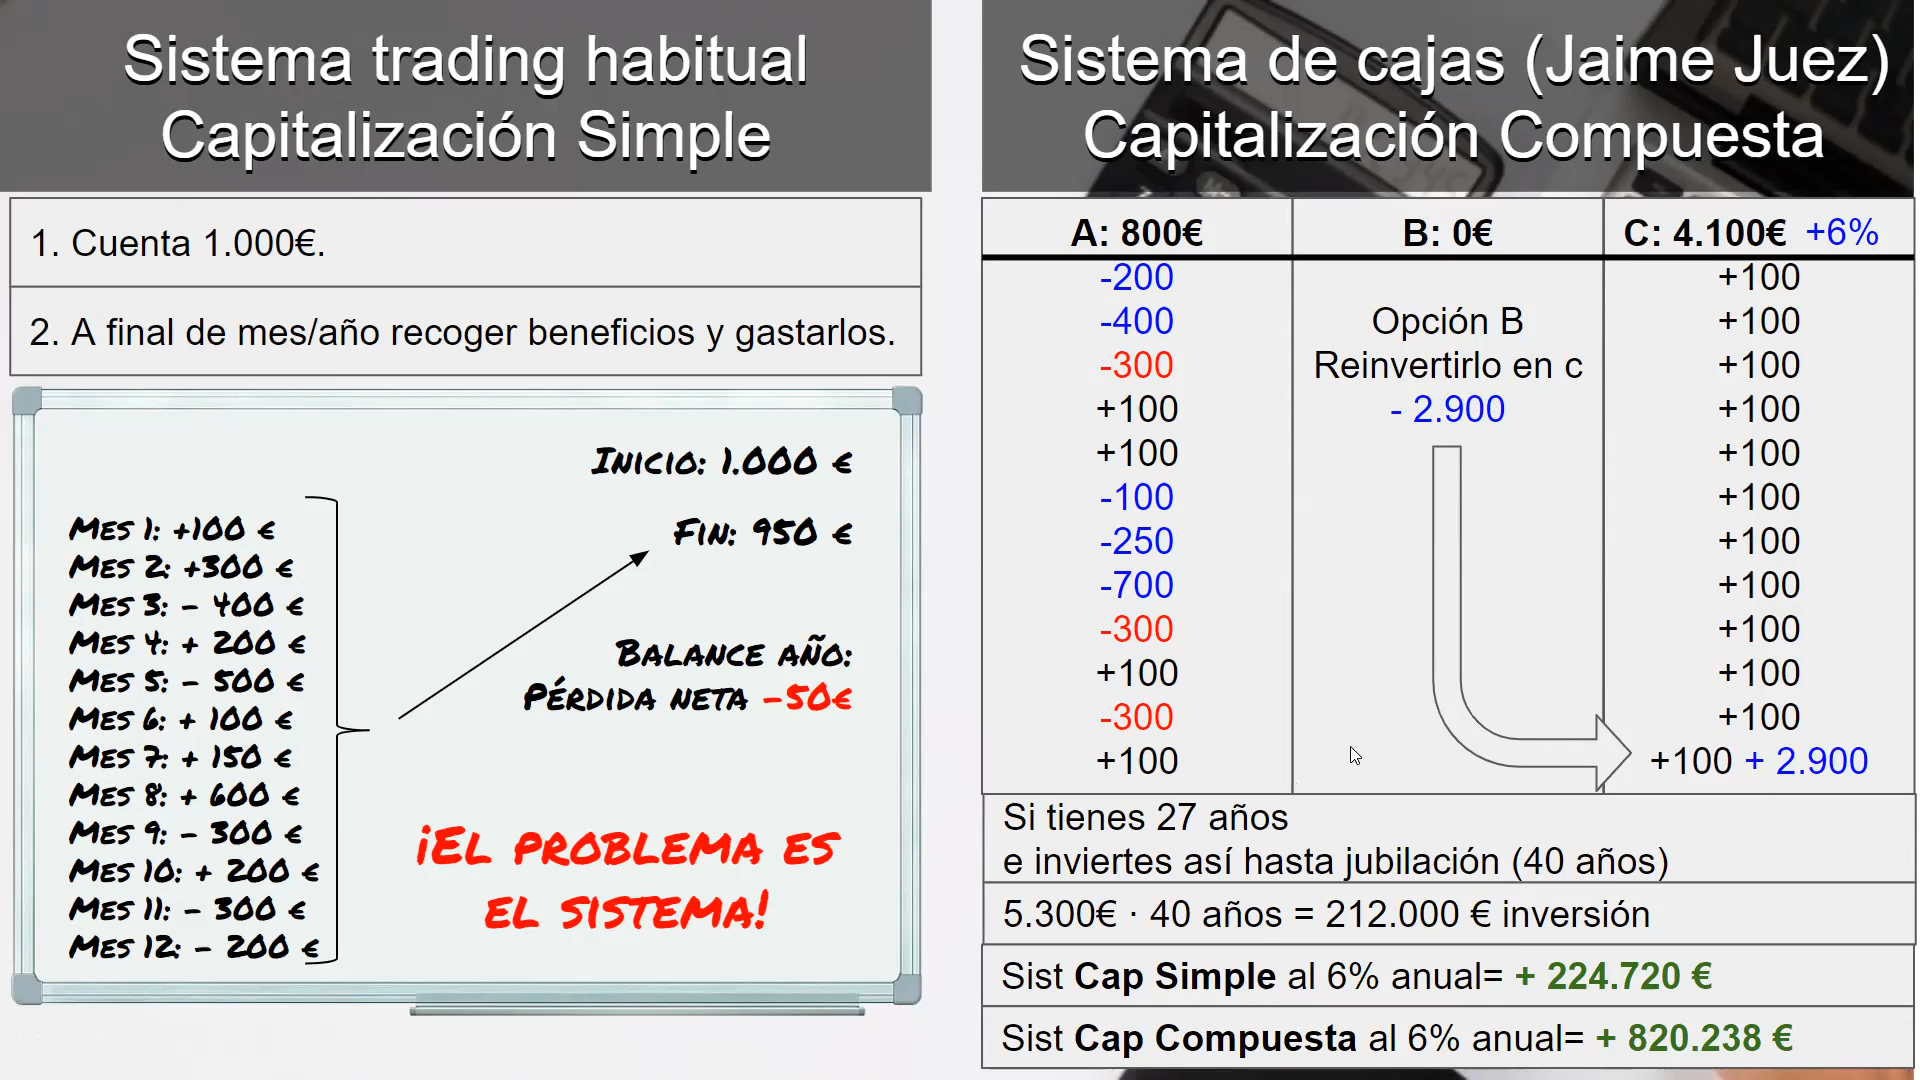 Sistema trading habitual
Capitalización Simple
1. Cuenta 1.000€.
2. A final de mes/año recoger beneficios y gastarlos.
Inicio: 1.000 €
Fin: 950 €
Mes 1: +100 €
Mes 2: +300 €
Mes 3: - 400 €
Mes 4: + 200 €
Mes 5: - 500 €
Mes 6: + 100 €
Mes 7: + 150 €
Mes 8: + 600 €
Mes 9: - 300 €
Mes 10: + 200 €
Mes 11: - 300 €
Mes 12: - 200 €
Balance año:
Pérdida neta -50€
¡El problema es
el sistema!
Sistema de cajas (Jaime Juez)
Capitalización Compuesta
A: 800€
-200
-400
-300
+100
+100
-100
-250
-700
-300
+100
-300
+100
B: 0€
Opción B
Reinvertirlo en c
- 2.900
C: 4.100€ +6%
+100
+100
+100
+100
+100
+100
+100
+100
+100
+100
+100
+100 + 2.900
Si tienes 27 años
e inviertes así hasta jubilación (40 años)
5.300€ · 40 años = 212.000 € inversión
Sist Cap Simple al 6% anual= + 224.720 €
Sist Cap Compuesta al 6% anual= + 820.238 €